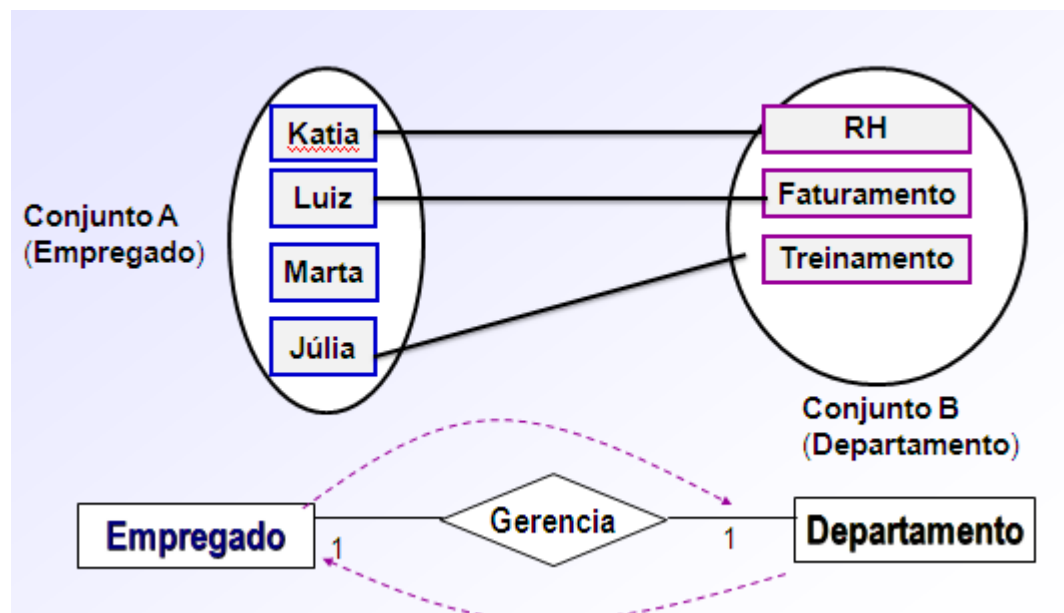 Katia
Luiz
Marta
Júlia
Conjunto A
(Empregado)
RH
Faturamento
Treinamento
Conjunto B
(Departamento)
Empregado
1
Gerencia
1
Departamento